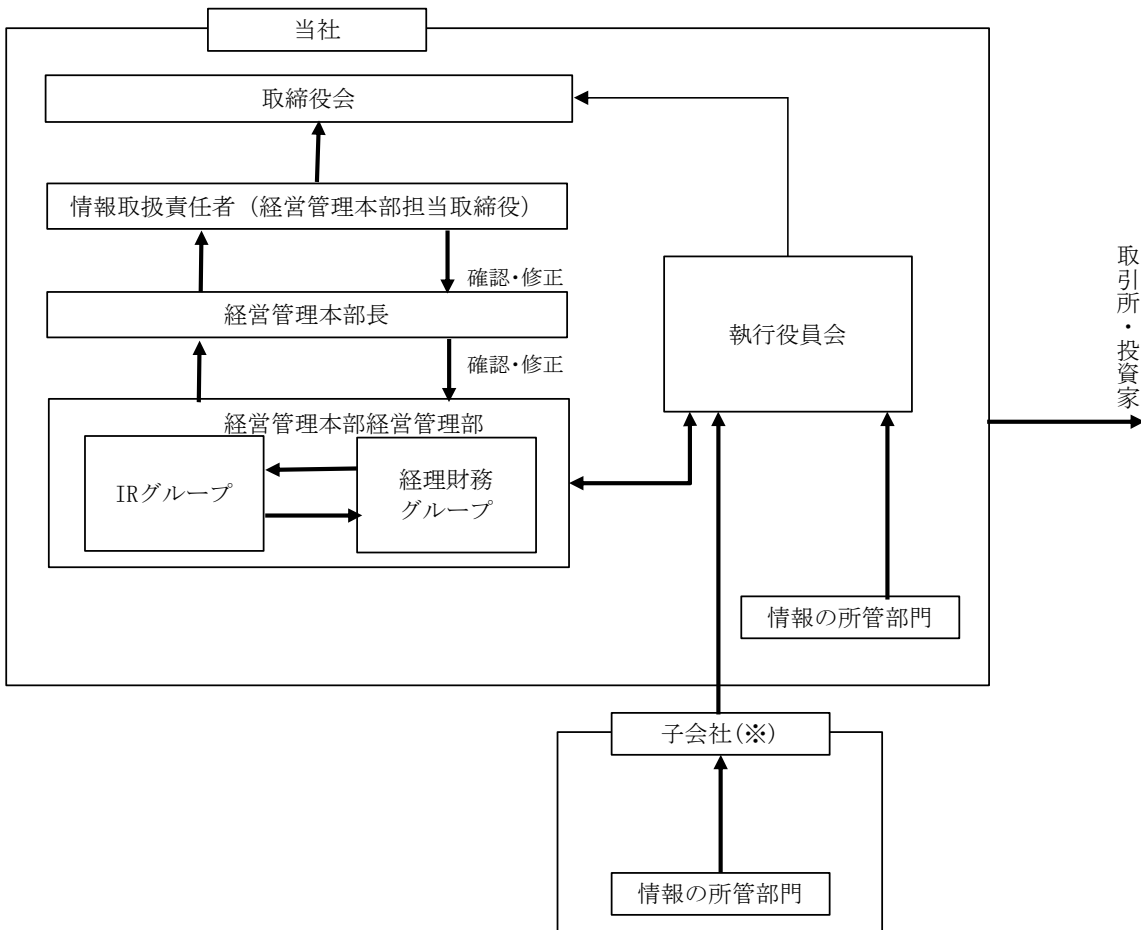 当社
取締役会
情報取扱責任者（経営管理本部担当取締役）
確認・修正
経営管理本部長
確認・修正
経営管理本部経営管理部
IRグループ
経理財務
グループ
執行役員会
情報の所管部門
取引所・投資家
子会社(※)
情報の所管部門